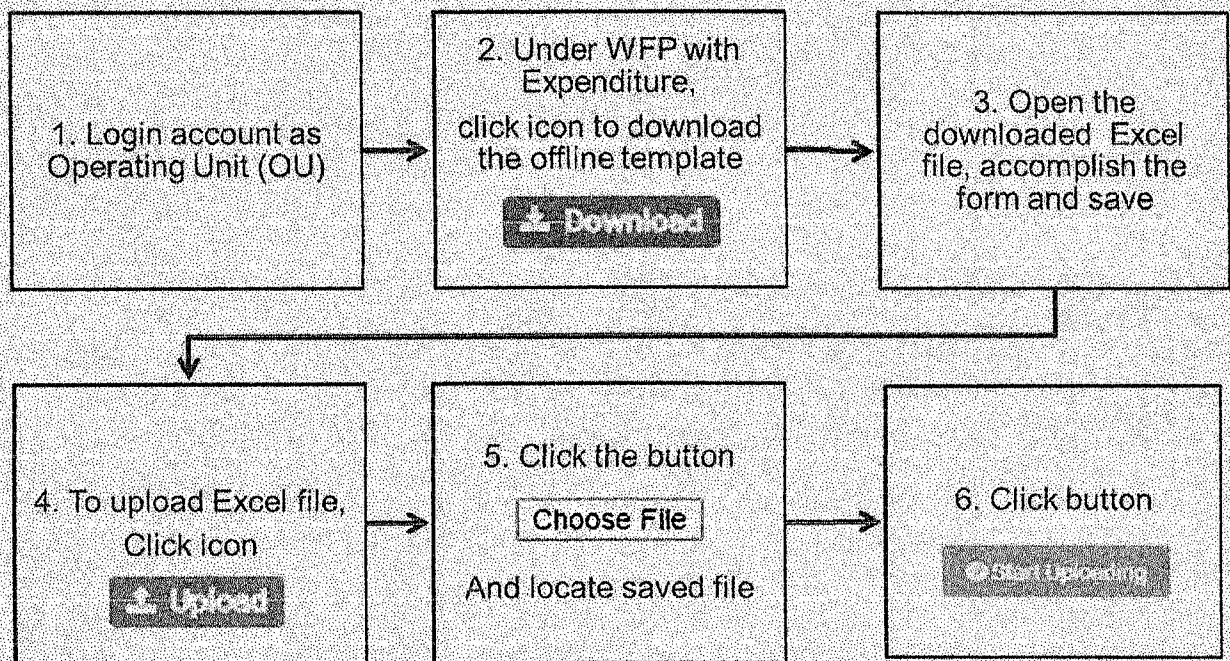 1. Login account as
Operating Unit (OU)
2. Under WFP with
Expenditure,
click icon to download
the offline template
Download
3. Open the
downloaded Excel
file, accomplish the
form and save
4. To upload Excel file,
Click icon
Upload
5. Click the button
Choose File
And locate saved file
6. Click button
Start Uploading